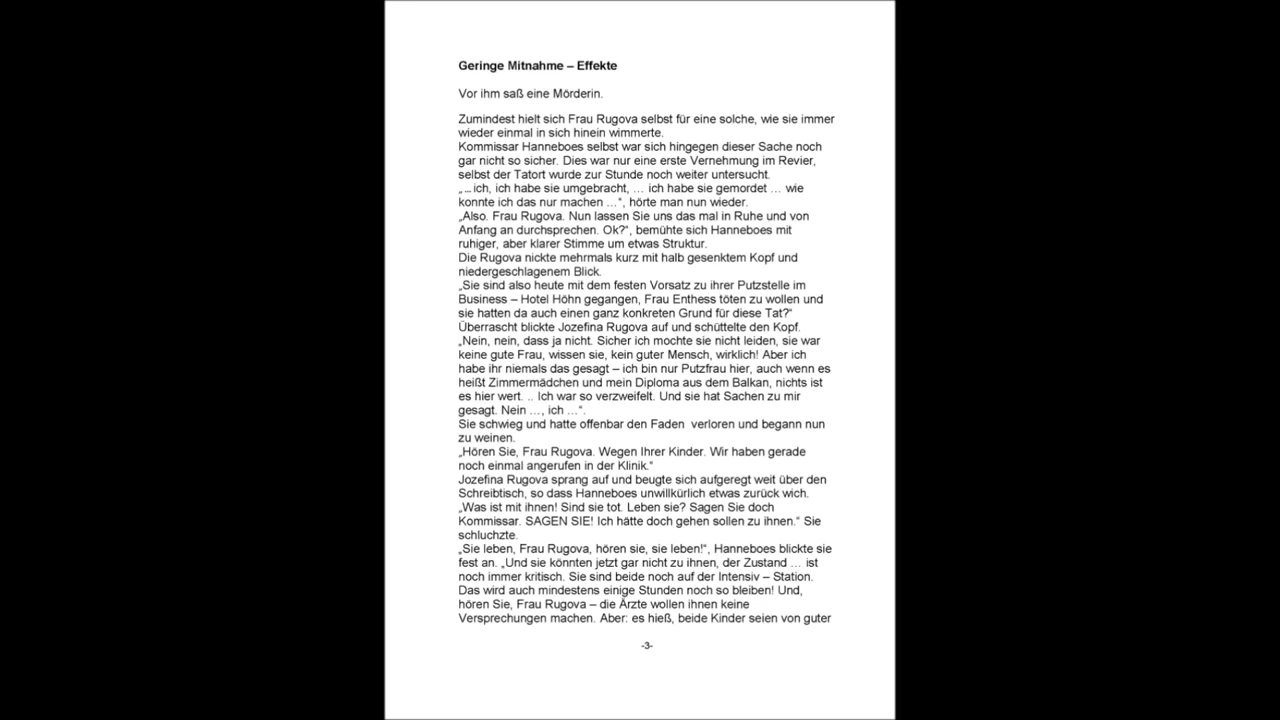 Geringe Mitnahme – Effekte
Vor ihm saß eine Mörderin.
Zumindest hielt sich Frau Rugova selbst für eine solche, wie sie immer
wieder einmal in sich hinein wimmerte.
Kommissar Hanneboes selbst war sich hingegen dieser Sache noch
gar nicht so sicher. Dies war nur eine erste Vernehmung im Revier,
selbst der Tatort wurde zur Stunde noch weiter untersucht.
„…ich, ich habe sie umgebracht, … ich habe sie gemordet … wie
konnte ich das nur machen …“, hörte man nun wieder.
„Also. Frau Rugova. Nun lassen Sie uns das mal in Ruhe und von
Anfang an durchsprechen. Ok?“, bemühte sich Hanneboes mit
ruhiger, aber klarer Stimme um etwas Struktur.
Die Rugova nickte mehrmals kurz mit halb gesenktem Kopf und
niedergeschlagenem Blick.
„Sie sind also heute mit dem festen Vorsatz zu ihrer Putzstelle im
Business – Hotel Höhn gegangen, Frau Enthess töten zu wollen und
sie hatten da auch einen ganz konkreten Grund für diese Tat?“
Überrascht blickte Jozefina Rugova auf und schüttelte den Kopf.
„Nein, nein, dass ja nicht. Sicher ich mochte sie nicht leiden, sie war
keine gute Frau, wissen sie, kein guter Mensch, wirklich! Aber ich
habe ihr niemals das gesagt – ich bin nur Putzfrau hier, auch wenn es
heißt Zimmermädchen und mein Diploma aus dem Balkan, nichts ist
es hier wert. .. Ich war so verzweifelt. Und sie hat Sachen zu mir
gesagt. Nein …, ich …“.
Sie schwieg und hatte offenbar den Faden  verloren und begann nun
zu weinen.
„Hören Sie, Frau Rugova. Wegen Ihrer Kinder. Wir haben gerade
noch einmal angerufen in der Klinik.“
Jozefina Rugova sprang auf und beugte sich aufgeregt weit über den
Schreibtisch, so dass Hanneboes unwillkürlich etwas zurück wich.
„Was ist mit ihnen! Sind sie tot. Leben sie? Sagen Sie doch
Kommissar. SAGEN SIE! Ich hätte doch gehen sollen zu ihnen.“ Sie
schluchzte.
„Sie leben, Frau Rugova, hören sie, sie leben!“, Hanneboes blickte sie
fest an. „Und sie könnten jetzt gar nicht zu ihnen, der Zustand … ist
noch immer kritisch. Sie sind beide noch auf der Intensiv – Station.
Das wird auch mindestens einige Stunden noch so bleiben! Und,
hören Sie, Frau Rugova – die Ärzte wollen ihnen keine
Versprechungen machen. Aber: es hieß, beide Kinder seien von guter
-3-